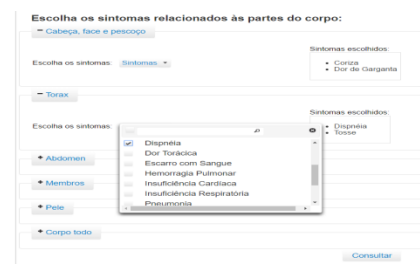 Escolha os sintomas relacionados às partes do corpo:
Cabeça, face e pescoço
Sintomas escolhidos:
Escolha os sintomas: Sintomas
Coriza
Dor de Garganta
Torax
Sintomas escolhidos:
Escolha os sintomas:
Dispnéia
Tosse
Dispnéia
Dor Torácica
Escarro com Sangue
Hemorragia Pulmonar
Insuficiência Cardíaca
Insuficiência Respiratória
Pneumonia
Abdomen
Membros
Pele
Corpo todo
Consultar